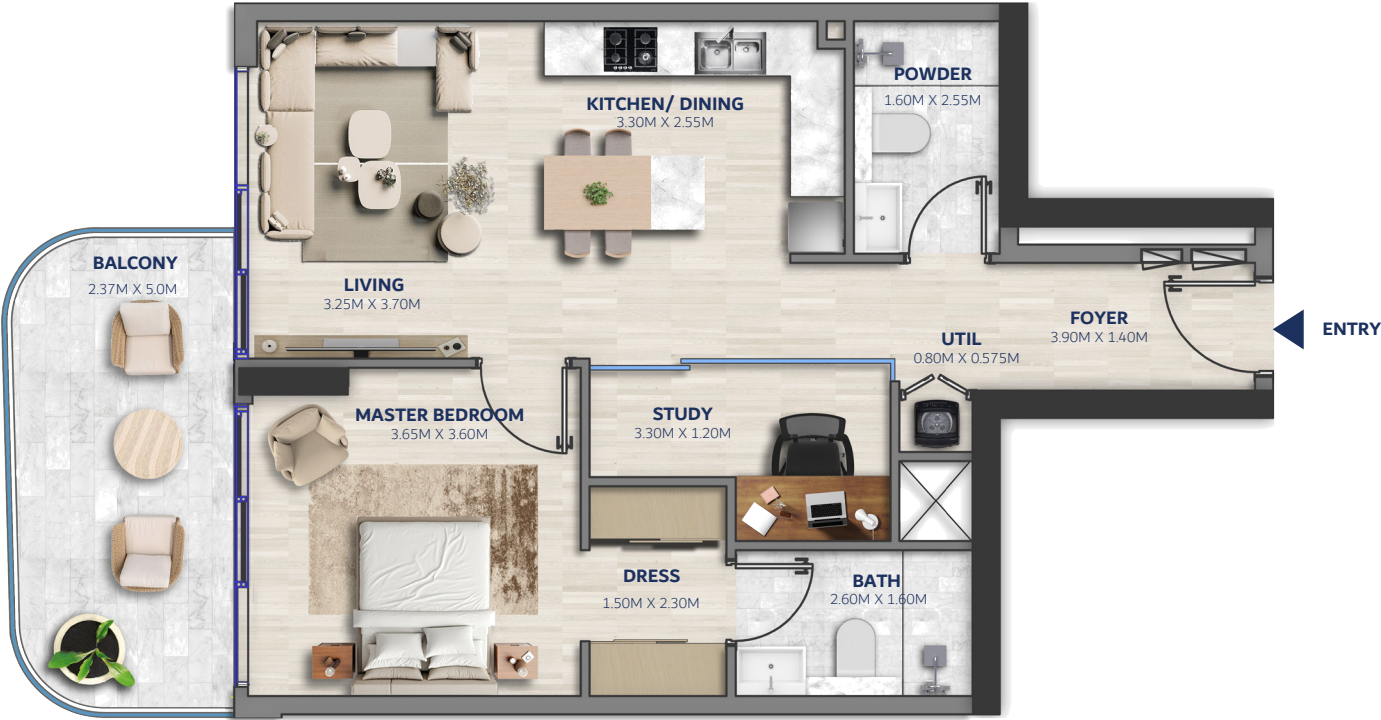 POWDER
1.60M X 2.55M
KITCHEN/ DINING
3.30M X 2.55M
BALCONY
2.37M X 5.0M
LIVING
3.25M X 3.70M
FOYER
3.90M X 1.40M
ENTRY
UTIL
0.80M X 0.575M
MASTER BEDROOM
3.65M X 3.60M
STUDY
3.30M X 1.20M
DRESS
1.50M X 2.30M
BATH
2.60M X 1.60M